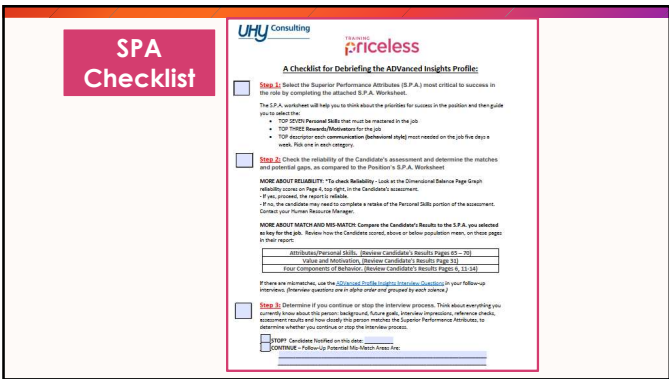 SPA
Checklist
UHY Consulting
TRAINING
priceless
A Checklist for Debriefing the ADVanced Insights Profile:
Step 1: Select the Superior Performance Attributes (S.P.A.) most critical to success in
the role by completing the attached S.P.A. Worksheet.
The S.P.A. worksheet will help you to think about the priorities for success in the position and then guide
you to select the:
• TOP SEVEN Personal Skills that must be mastered in the job
• TOP THREE Rewards/Motivators for the job
• TOP descriptor each communication (behavioral style) most needed on the job five days a
week. Pick one in each category.
Step 2: Check the reliability of the Candidate's assessment and determine the matches
and potential gaps, as compared to the Position's S.P.A. Worksheet
MORE ABOUT RELIABILITY: *To check Reliability - Look at the Dimensional Balance Page Graph
reliability scores on Page 4, top right, in the Candidate's assessment.
- If yes, proceed, the report is reliable.
- If no, the candidate may need to complete a retake of the Personal Skills portion of the assessment.
Contact your Human Resource Manager.
MORE ABOUT MATCH AND MIS-MATCH: Compare the Candidate's Results to the S.P.A. you selected
as key for the job. Review how the Candidate scored, above or below population mean, on these pages
in their report:
Attributes/Personal Skills. (Review Candidate's Results Pages 65 – 70)
Value and Motivation, (Review Candidate's Results Page 31)
Four Components of Behavior. (Review Candidate's Results Pages 6, 11-14)
If there are mismatches, use the ADVanced Profile Insights Interview Questions in your follow-up
interviews. (Interview questions are in alpha order and grouped by each science.)
Step 3: Determine if you continue or stop the interview process. Think about everything you
currently know about this person: background, future goals, interview impressions, reference checks,
assessment results and how closely this person matches the Superior Performance Attributes, to
determine whether you continue or stop the interview process.
STOP? Candidate Notified on this date:
CONTINUE – Follow-Up Potential Mis-Match Areas Are: